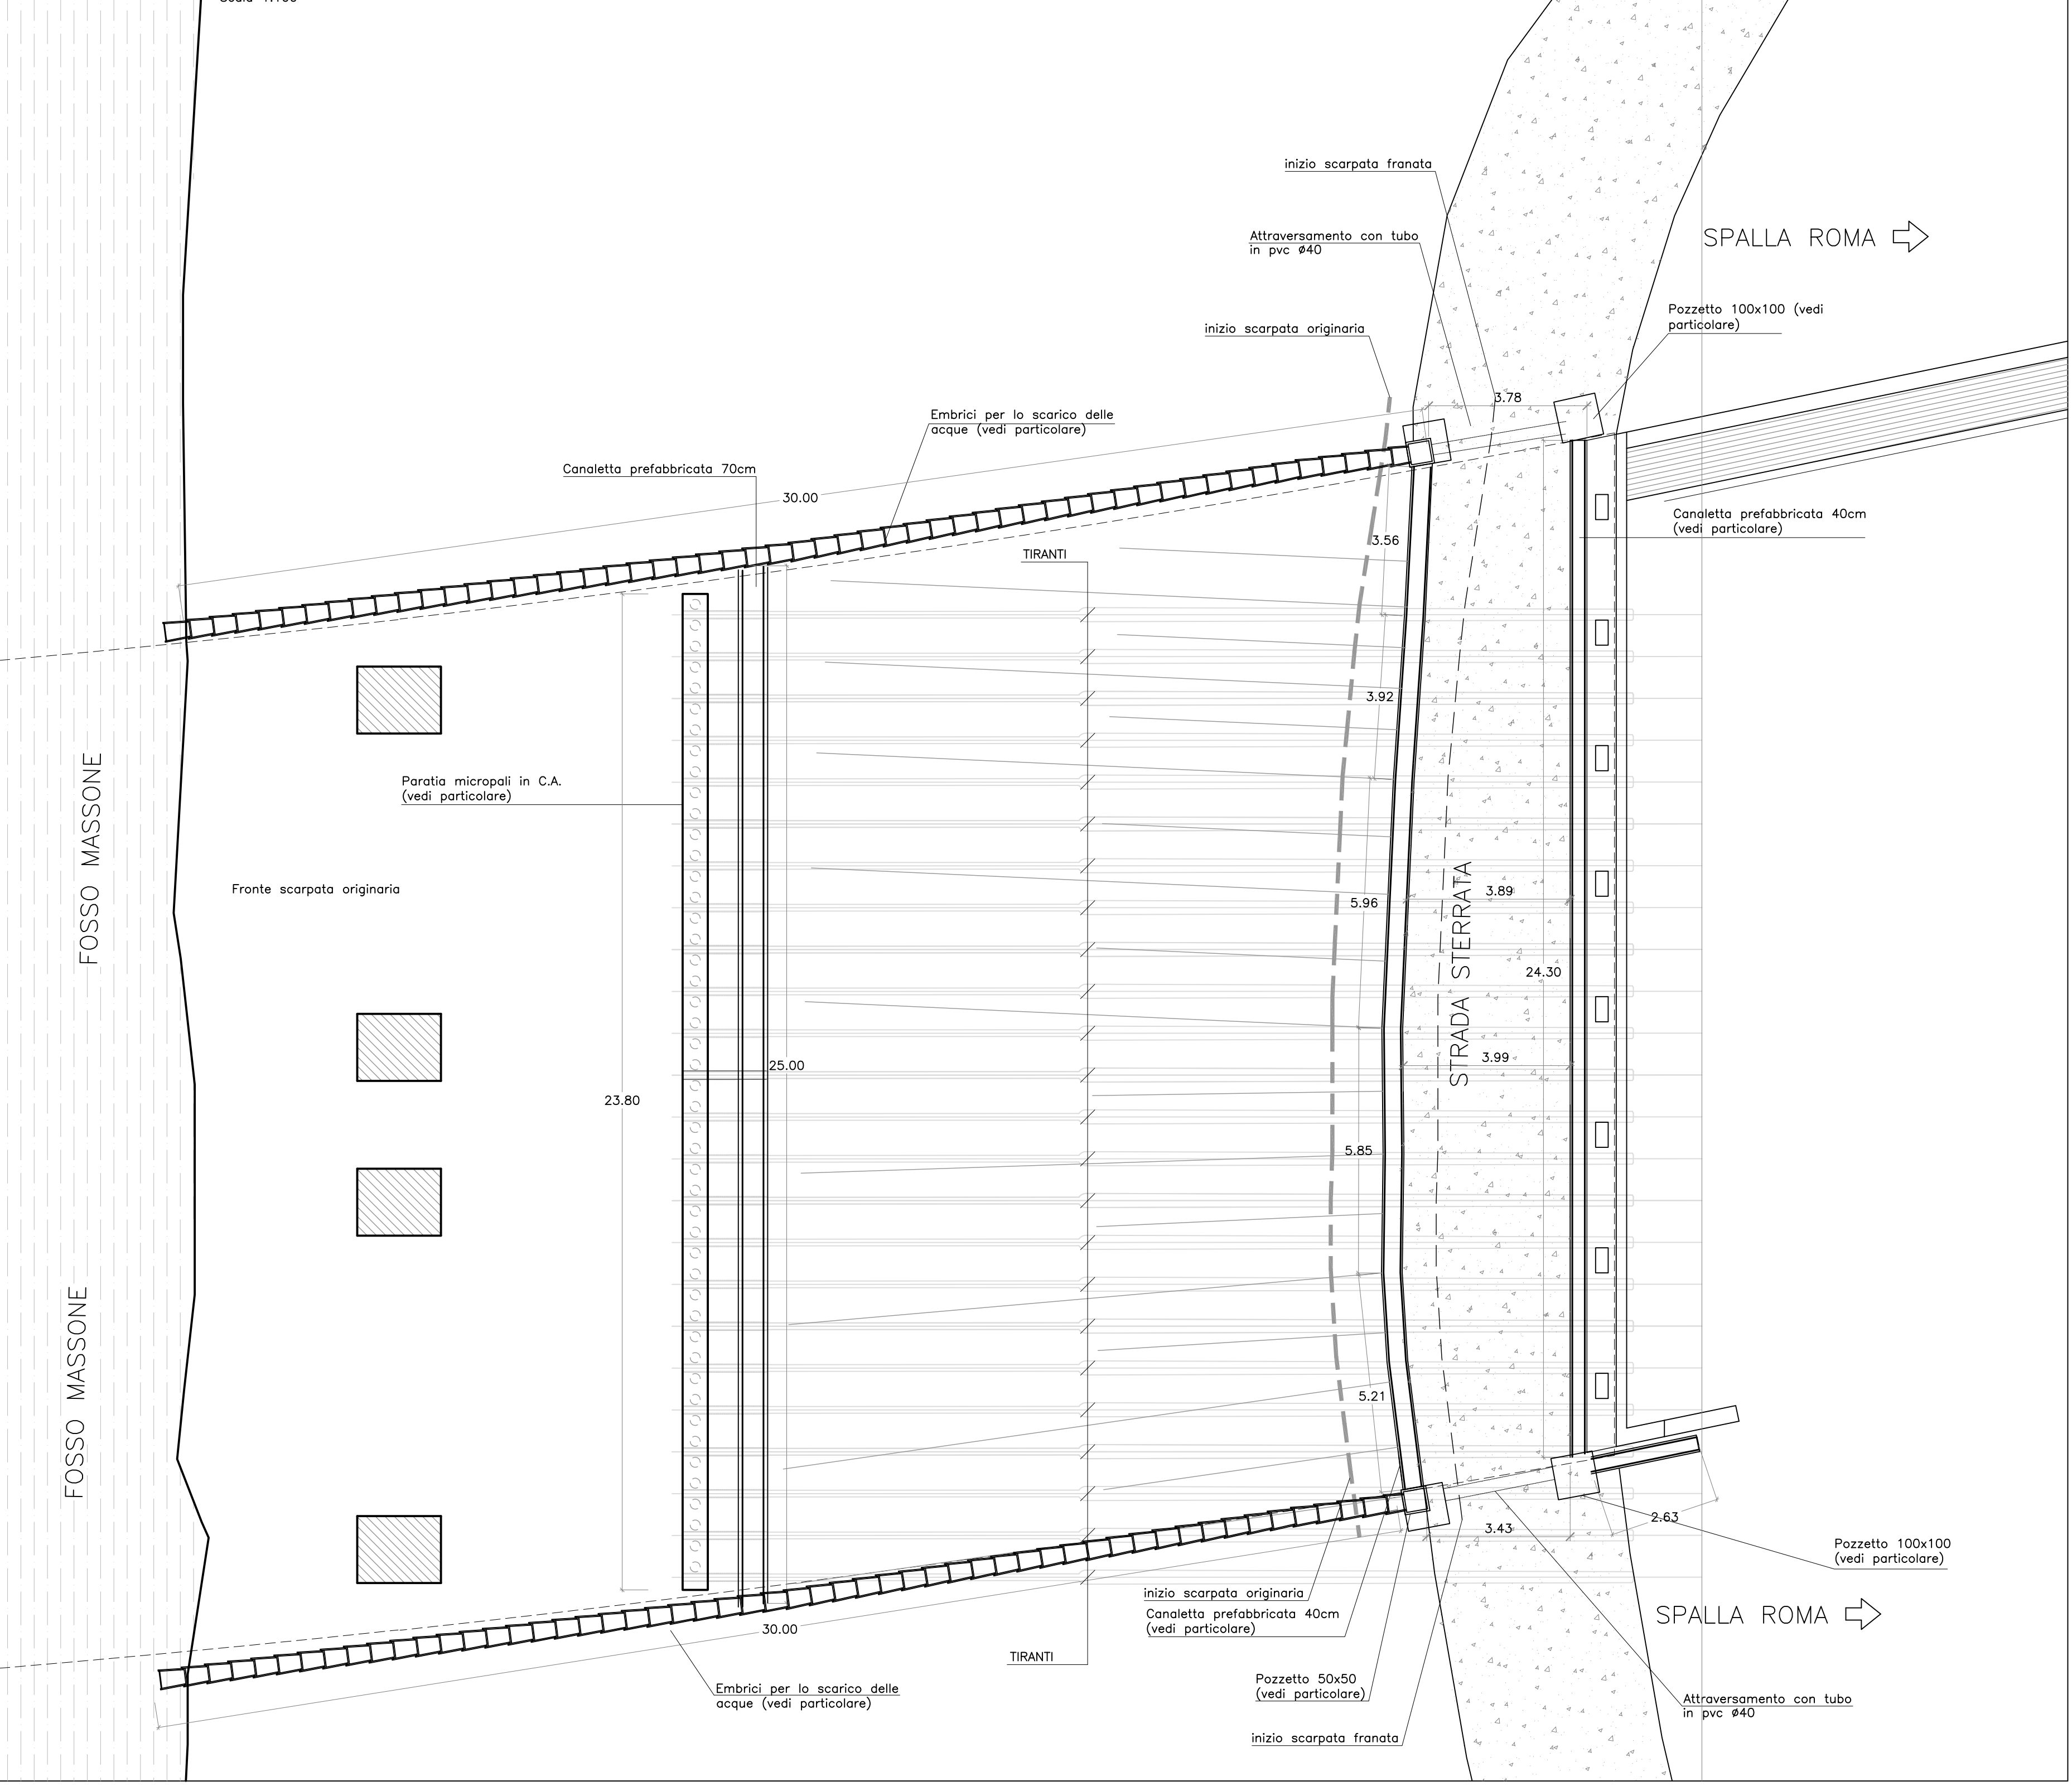 inizio scarpata franata
Attraversamento con tubo
in pvc ø40
SPALLA ROMA
Pozzetto 100x100 (vedi
particolare)
inizio scarpata originaria
3.78
Embrici per lo scarico delle
acque (vedi particolare)
Canaletta prefabbricata 70cm
30.00
Canaletta prefabbricata 40cm
(vedi particolare)
3.56
TIRANTI
3.92
Paratia micropali in C.A.
(vedi particolare)
FOSSO MASSONE
Fronte scarpata originaria
3.89
5.96
STRADA STERRATA
24.30
3.99
25.00
23.80
5.85
FOSSO MASSONE
5.21
2.63
3.43
Pozzetto 100x100
(vedi particolare)
inizio scarpata originaria
Canaletta prefabbricata 40cm
(vedi particolare)
SPALLA ROMA
30.00
TIRANTI
Pozzetto 50x50
(vedi particolare)
Embrici per lo scarico delle
acque (vedi particolare)
Attraversamento con tubo
in pvc ø40
inizio scarpata franata